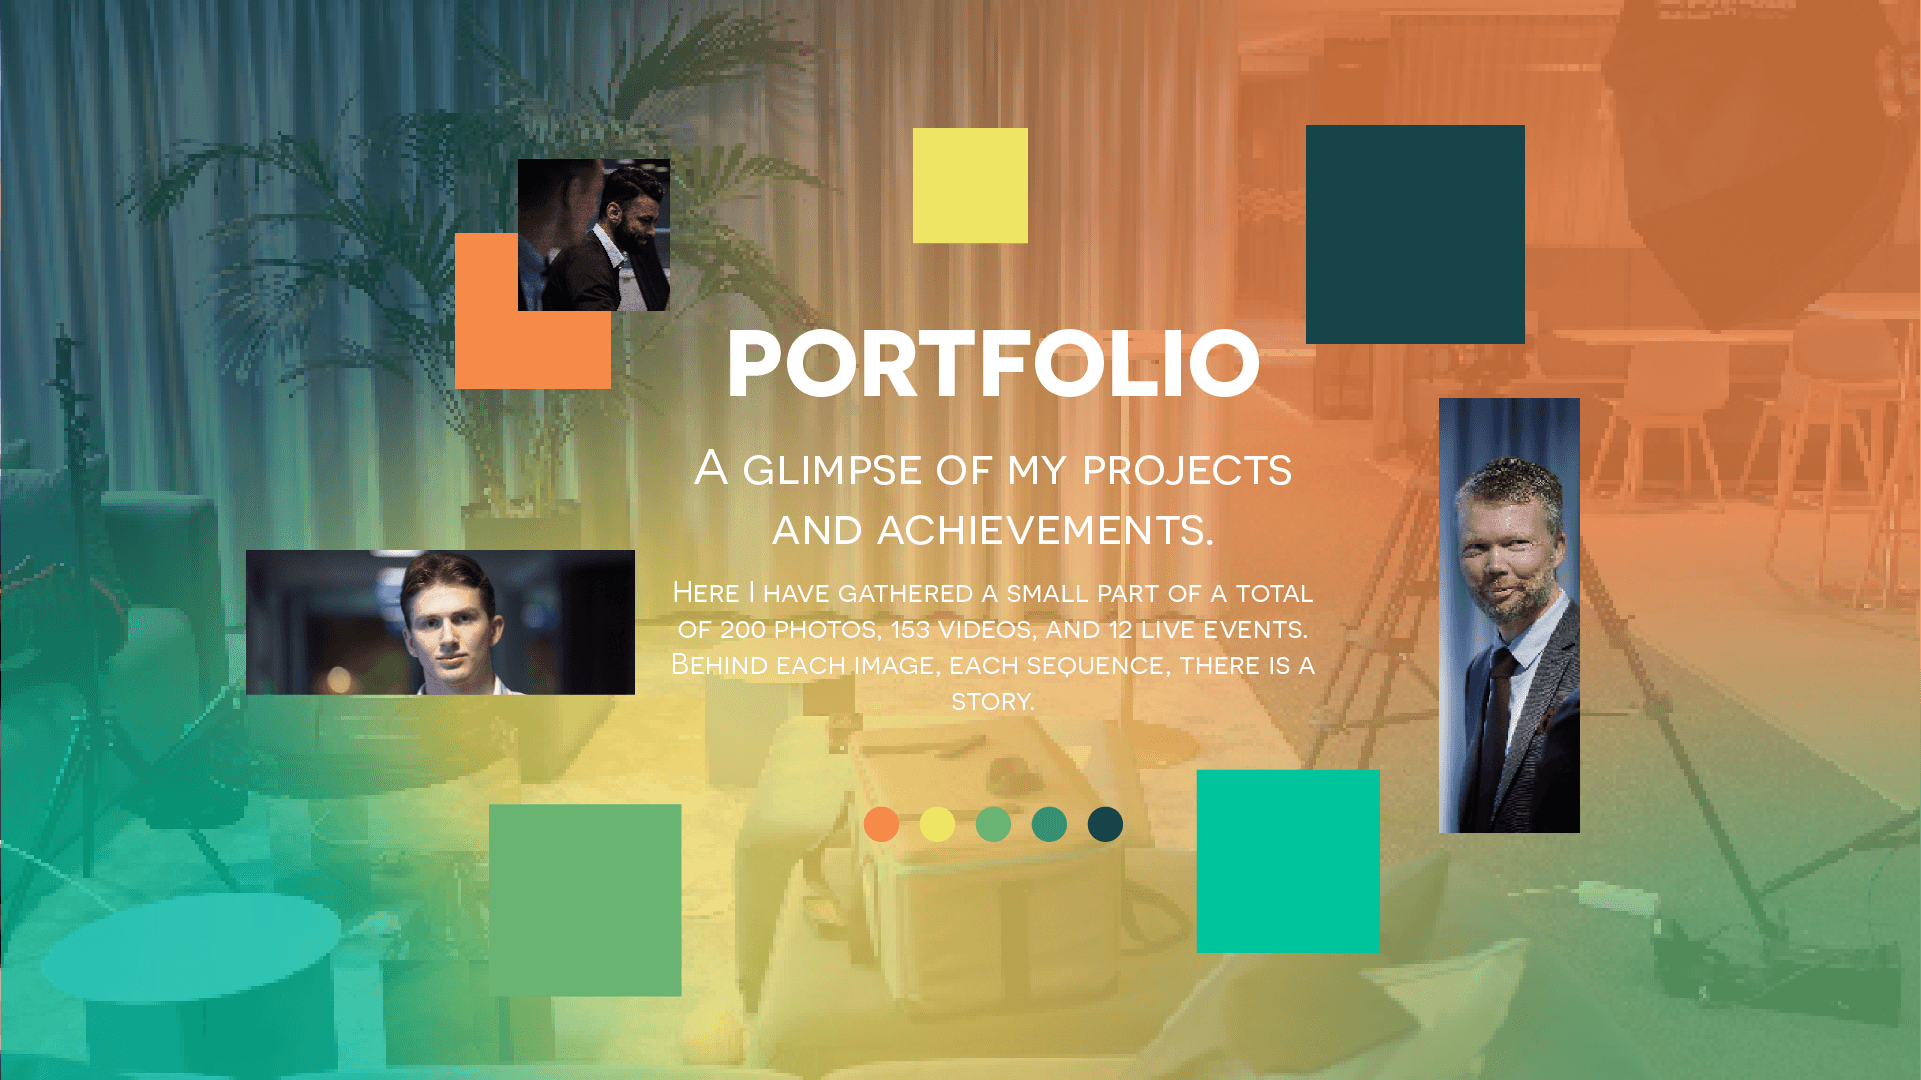 PORTFOLIO
A GLIMPSE OF MY PROJECTS
AND ACHIEVEMENTS.
HERE I HAVE GATHERED A SMALL PART OF A TOTAL
OF 200 PHOTOS, 153 VIDEOS, AND 12 LIVE EVENTS.
BEHIND EACH IMAGE, EACH SEQUENCE, THERE IS A
STORY.